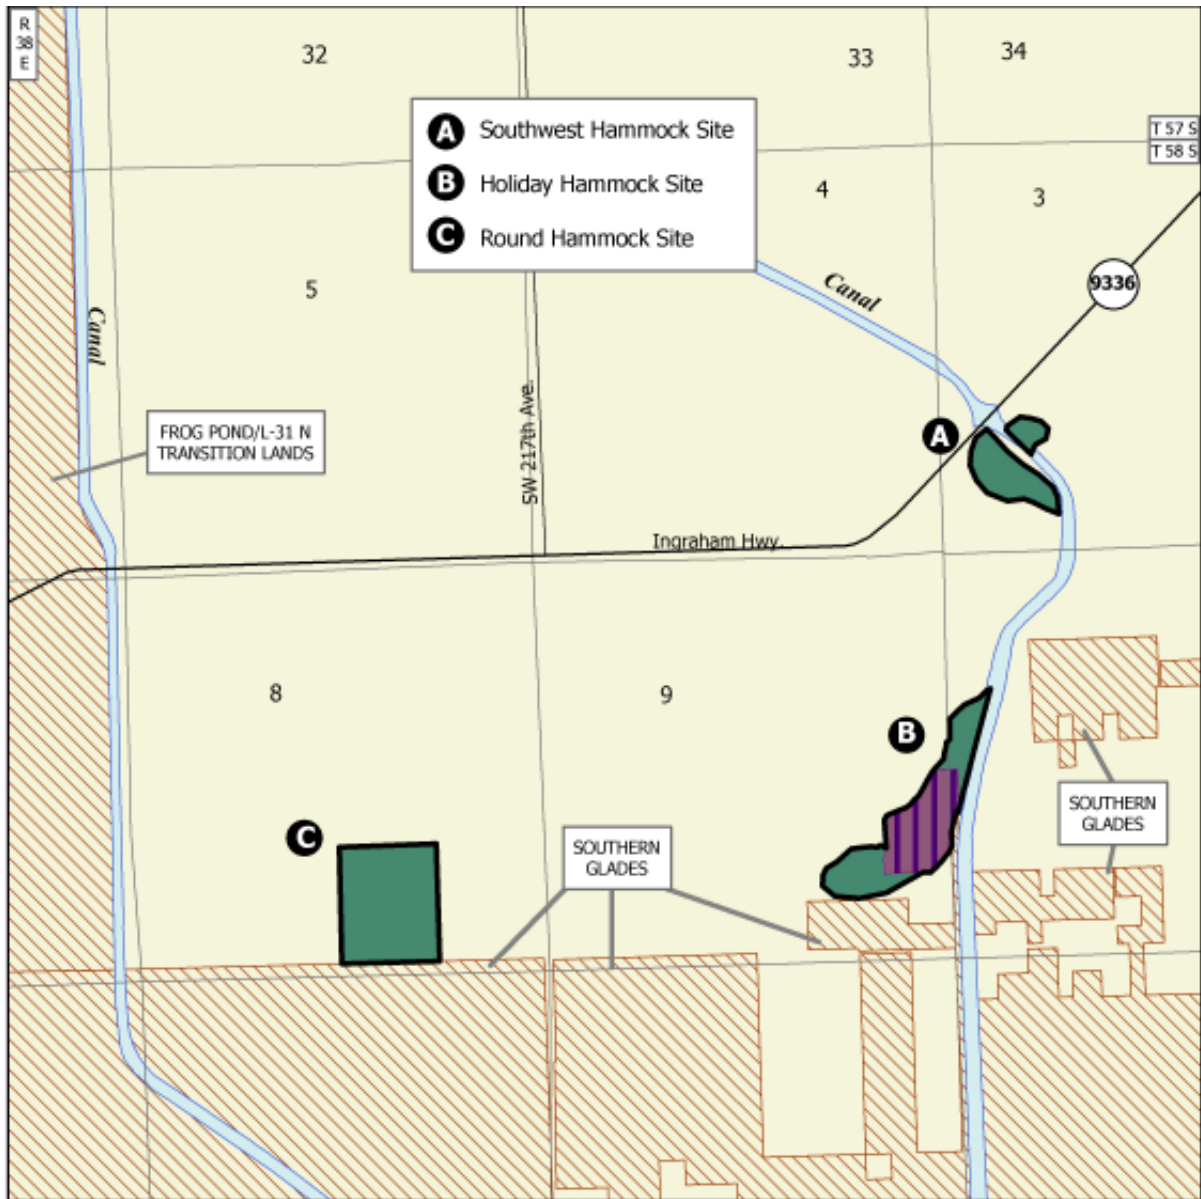 R
38
E
32
33
34
A Southwest Hammock Site
B Holiday Hammock Site
C Round Hammock Site
T 57 S
T 58 S
4
3
5
Canal
9336
Canal
SW 217th Ave.
A
FROG POND/L-31 N
TRANSITION LANDS
Ingraham Hwy.
8
9
B
SOUTHERN
GLADES
C
SOUTHERN
GLADES